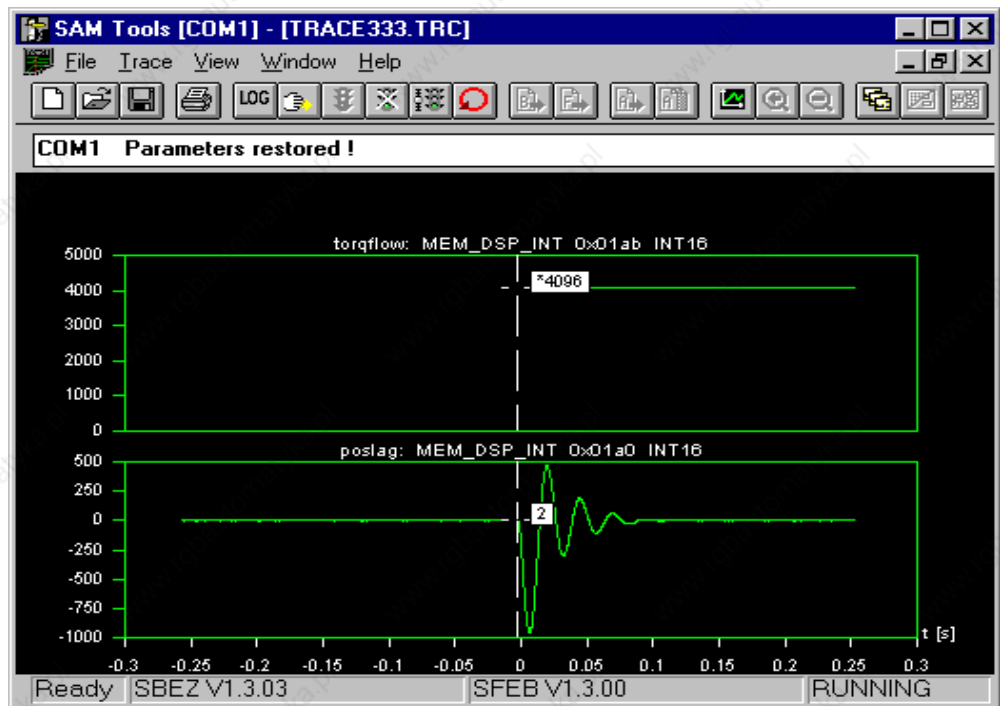 SAM Tools [COM1] - [TRACE333.TRC]
File Trace View Window Help
LOG
COM1 Parameters restored !
torqflow: MEM_DSP_INT 0x01ab INT16
5000
*4096
4000
3000
2000
1000
0
poslag: MEM_DSP_INT 0x01a0 INT16
500
250
0
2
-250
-500
-750
-1000
t [s]
-0.3 -0.25 -0.2 -0.15 -0.1 -0.05 0 0.05 0.1 0.15 0.2 0.25 0.3
Ready SBEZ V1.3.03 SFEB V1.3.00 RUNNING